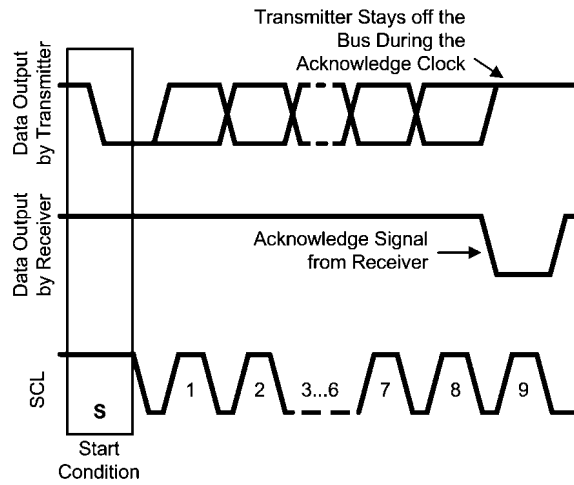 Transmitter Stays off the
Bus During the
Acknowledge Clock
Data Output
by Transmitter
Data Output
by Receiver
Acknowledge Signal
from Receiver
SCL
S
1
2
3...6
7
8
9
Start
Condition